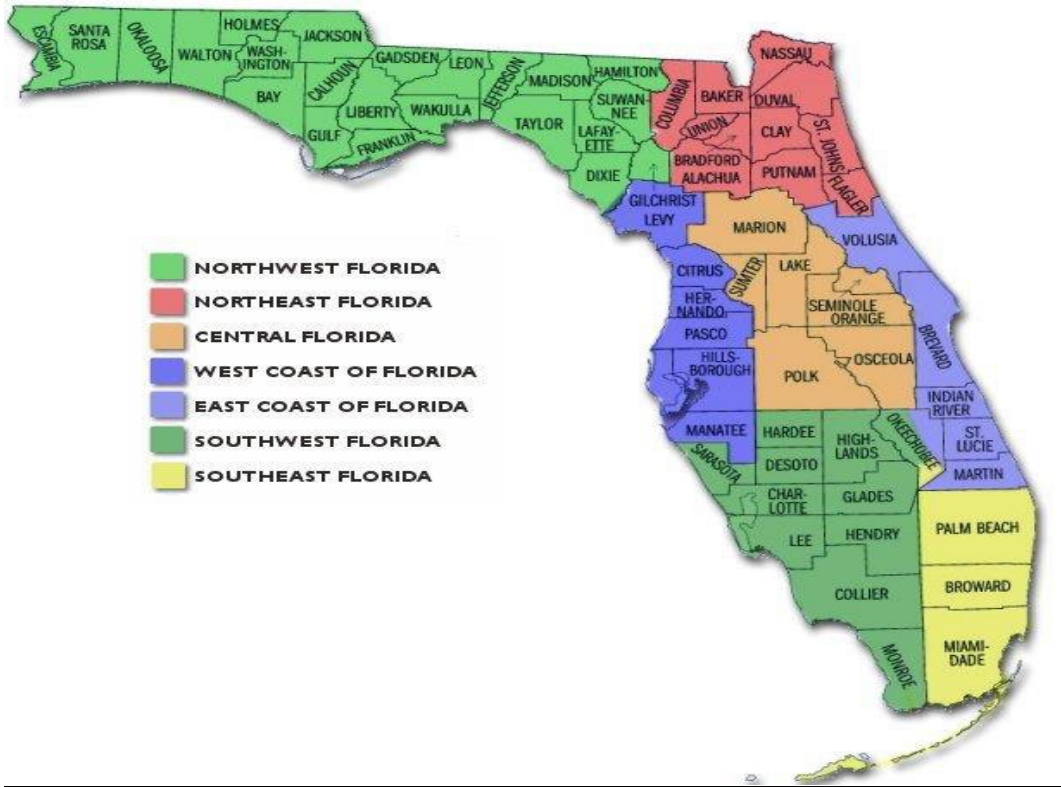 HOLMES
JACKSON
ESCAMBIA
SANTA
ROSA
OKALOOSA
WALTON
WASH-
INGTON
BAY
CALHOUN
GULF
LIBERTY
FRANKLIN
GADSDEN
LEON
WAKULLA
JEFFERSON
MADISON
HAMILTON
TAYLOR
SUWAN-
NEE
LAFAY-
ETTE
DIXIE
COLUMBIA
BAKER
NASSAU
DUVAL
UNION
CLAY
BRADFORD
ALACHUA
PUTNAM
ST. JOHNS
FLAGLER
GILCHRIST
LEVY
MARION
VOLUSIA
CITRUS
SUMTER
LAKE
HER-
NANDO
SEMINOLE
ORANGE
PASCO
HILLS-
BOROUGH
POLK
OSCEOLA
BREVARD
INDIAN
RIVER
MANATEE
HARDEE
HIGH-
LANDS
OKEECHOBEE
ST.
LUCIE
SARASOTA
DESOTO
MARTIN
CHAR-
LOTTE
GLADES
LEE
HENDRY
PALM BEACH
COLLIER
BROWARD
MONROE
MIAMI-
DADE
NORTHWEST FLORIDA
NORTHEAST FLORIDA
CENTRAL FLORIDA
WEST COAST OF FLORIDA
EAST COAST OF FLORIDA
SOUTHWEST FLORIDA
SOUTHEAST FLORIDA